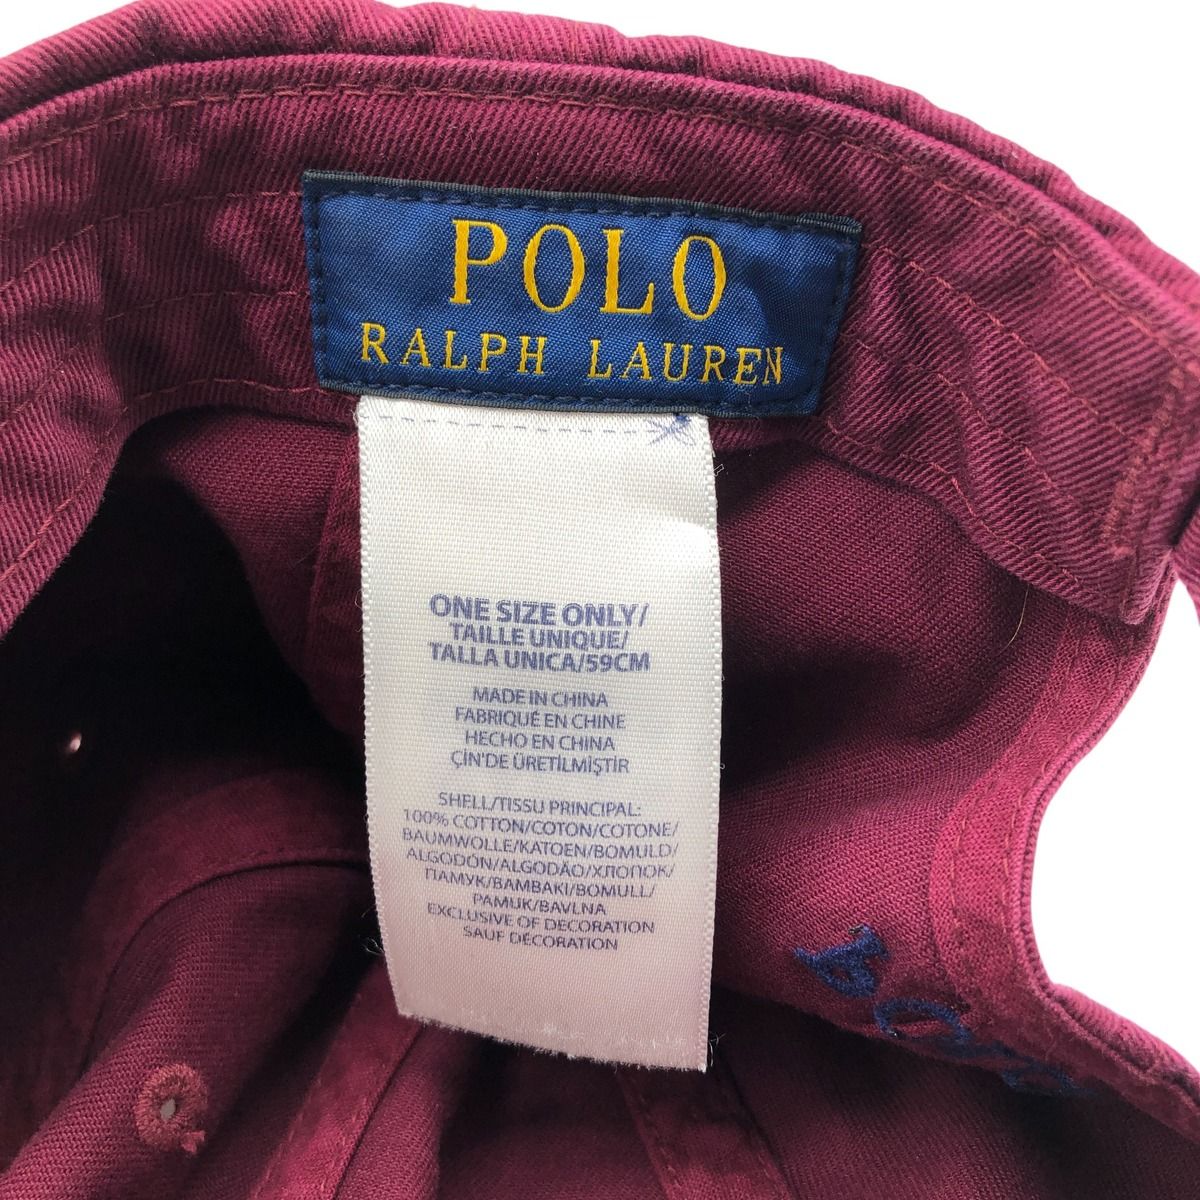 POLO
RALPH LAUREN
ONE SIZE ONLY/
TAILLE UNIQUE/
TALLA UNICA/59CM
MADE IN CHINA
FABRIQUÉ EN CHINE
HECHO EN CHINA
ÇİN'DE ÜRETİLMİŞTİR
SHELL/TISSU PRINCIPAL:
100% COTTON/COTON/COTONE/
BAUMWOLLE/KATOEN/BOMULD/
ALGODÓN/ALGODÃO/ХЛОПОК/
ПАМУК/ΒΑΜΒΑΚΙ/BOMULL/
PAMUK/BAVLNA
EXCLUSIVE OF DECORATION
SAUF DÉCORATION